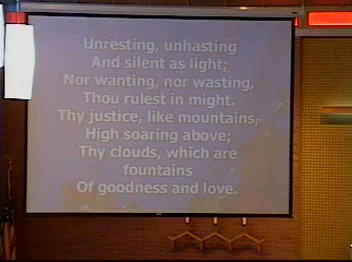 Unresting, unhasting
And silent as light;
Nor wanting, nor wasting,
Thou rulest in might.
Thy justice, like mountains,
High soaring above;
Thy clouds, which are
fountains
Of goodness and love.